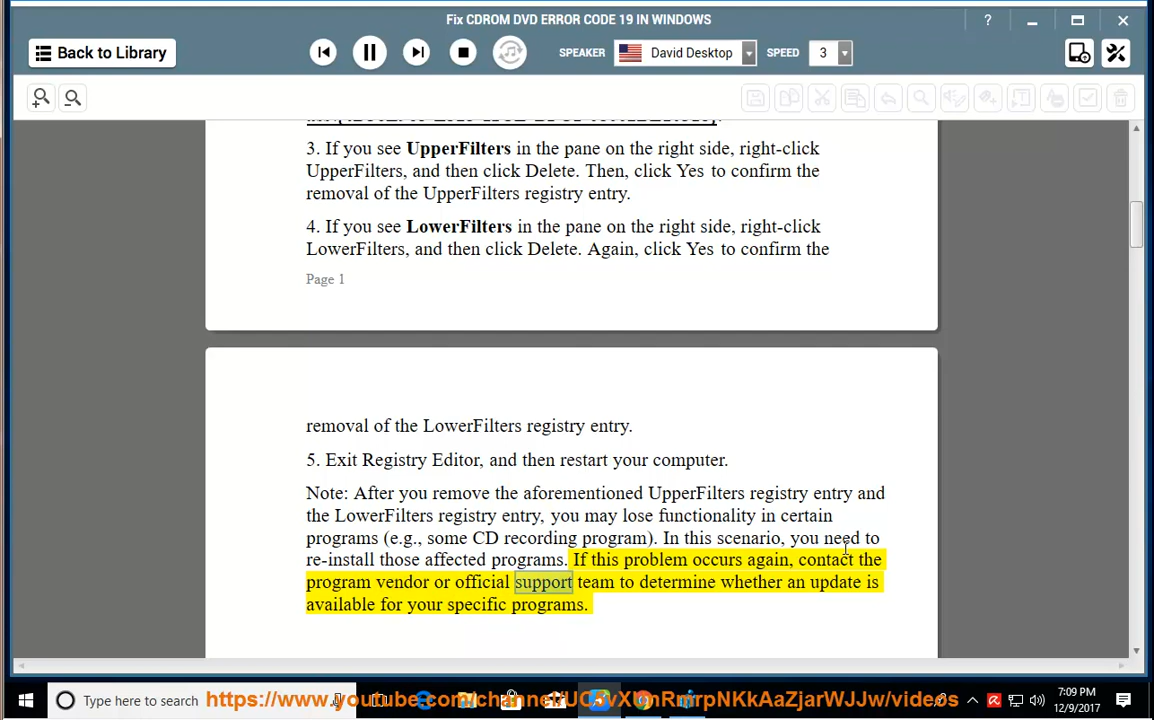 Fix CDROM DVD ERROR CODE 19 IN WINDOWS
Back to Library
SPEAKER David Desktop SPEED 3
3. If you see UpperFilters in the pane on the right side, right-click
UpperFilters, and then click Delete. Then, click Yes to confirm the
removal of the UpperFilters registry entry.
4. If you see LowerFilters in the pane on the right side, right-click
LowerFilters, and then click Delete. Again, click Yes to confirm the
Page 1
removal of the LowerFilters registry entry.
5. Exit Registry Editor, and then restart your computer.
Note: After you remove the aforementioned UpperFilters registry entry and
the LowerFilters registry entry, you may lose functionality in certain
programs (e.g., some CD recording program). In this scenario, you need to
re-install those affected programs. If this problem occurs again, contact the
program vendor or official support team to determine whether an update is
available for your specific programs.
Type here to search
7:09 PM
12/9/2017